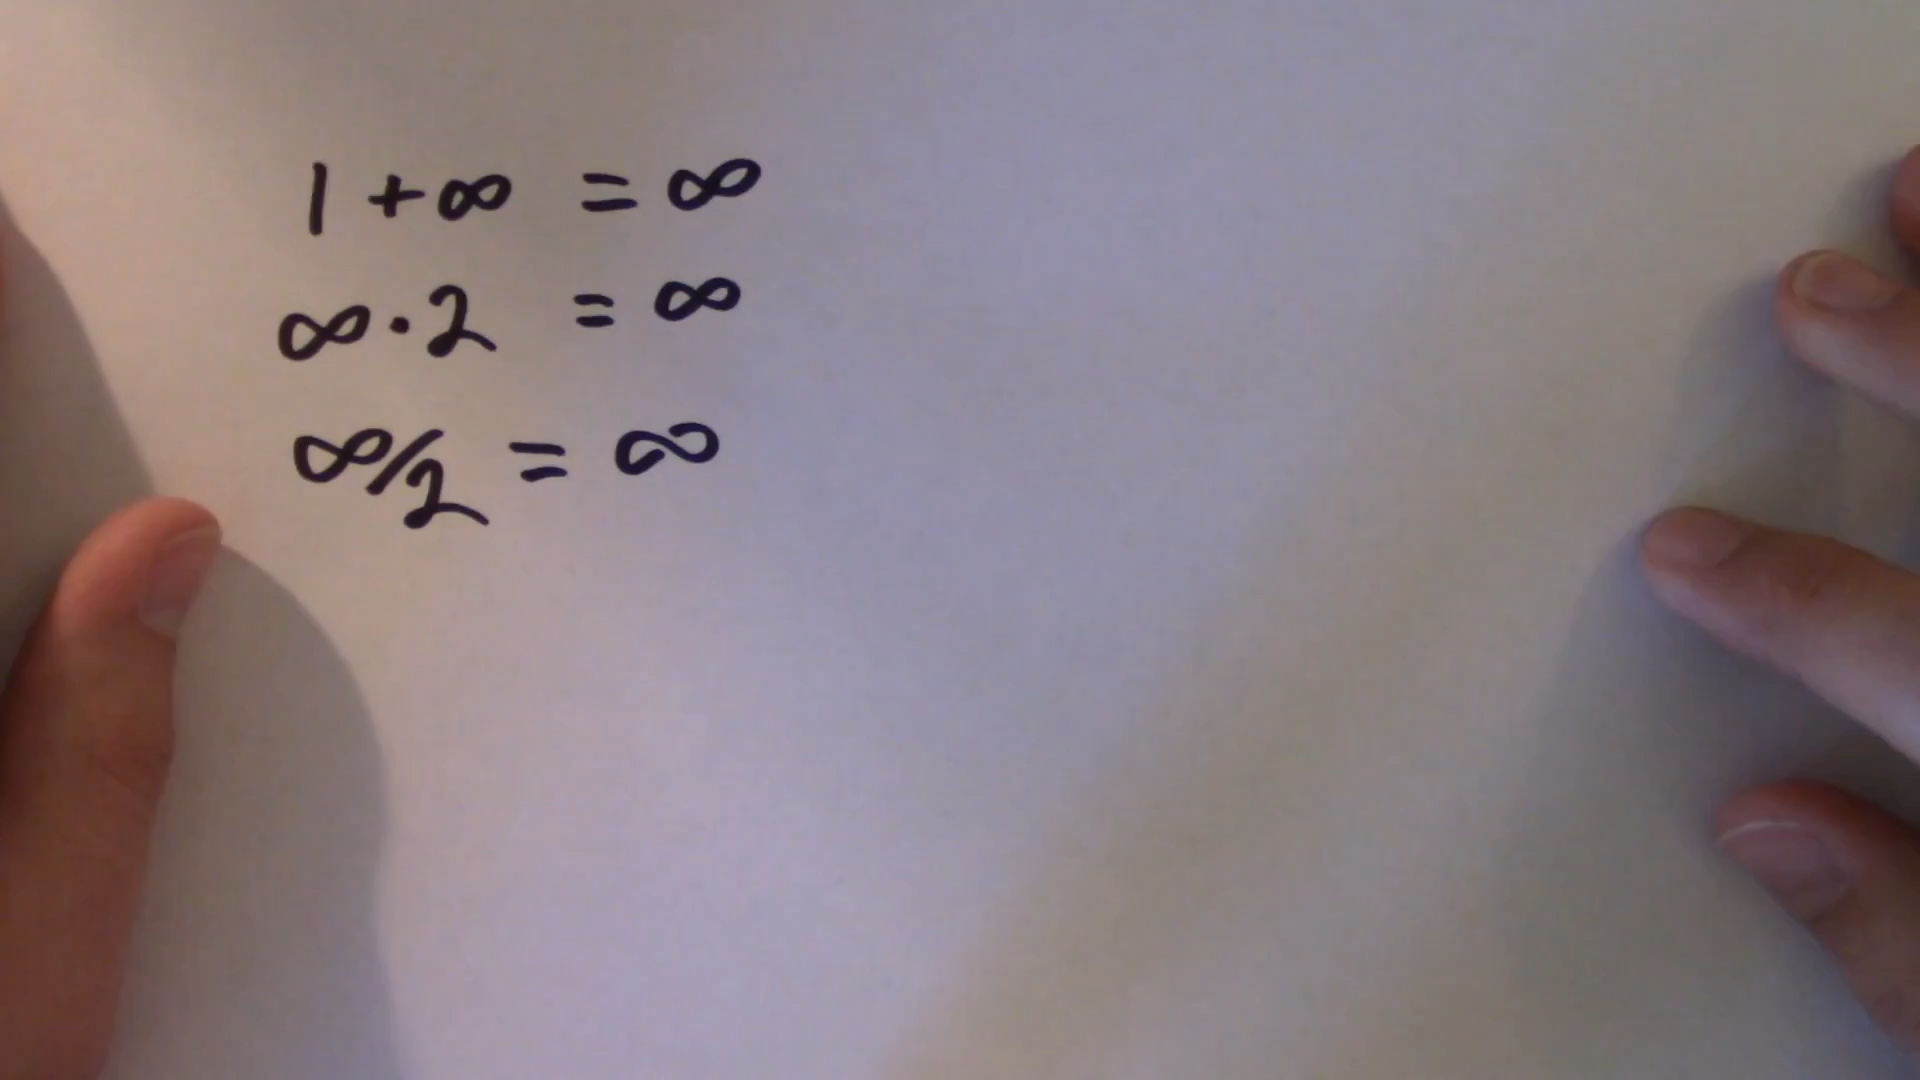 1 + ∞ = ∞
∞ · 2 = ∞
∞/2 = ∞